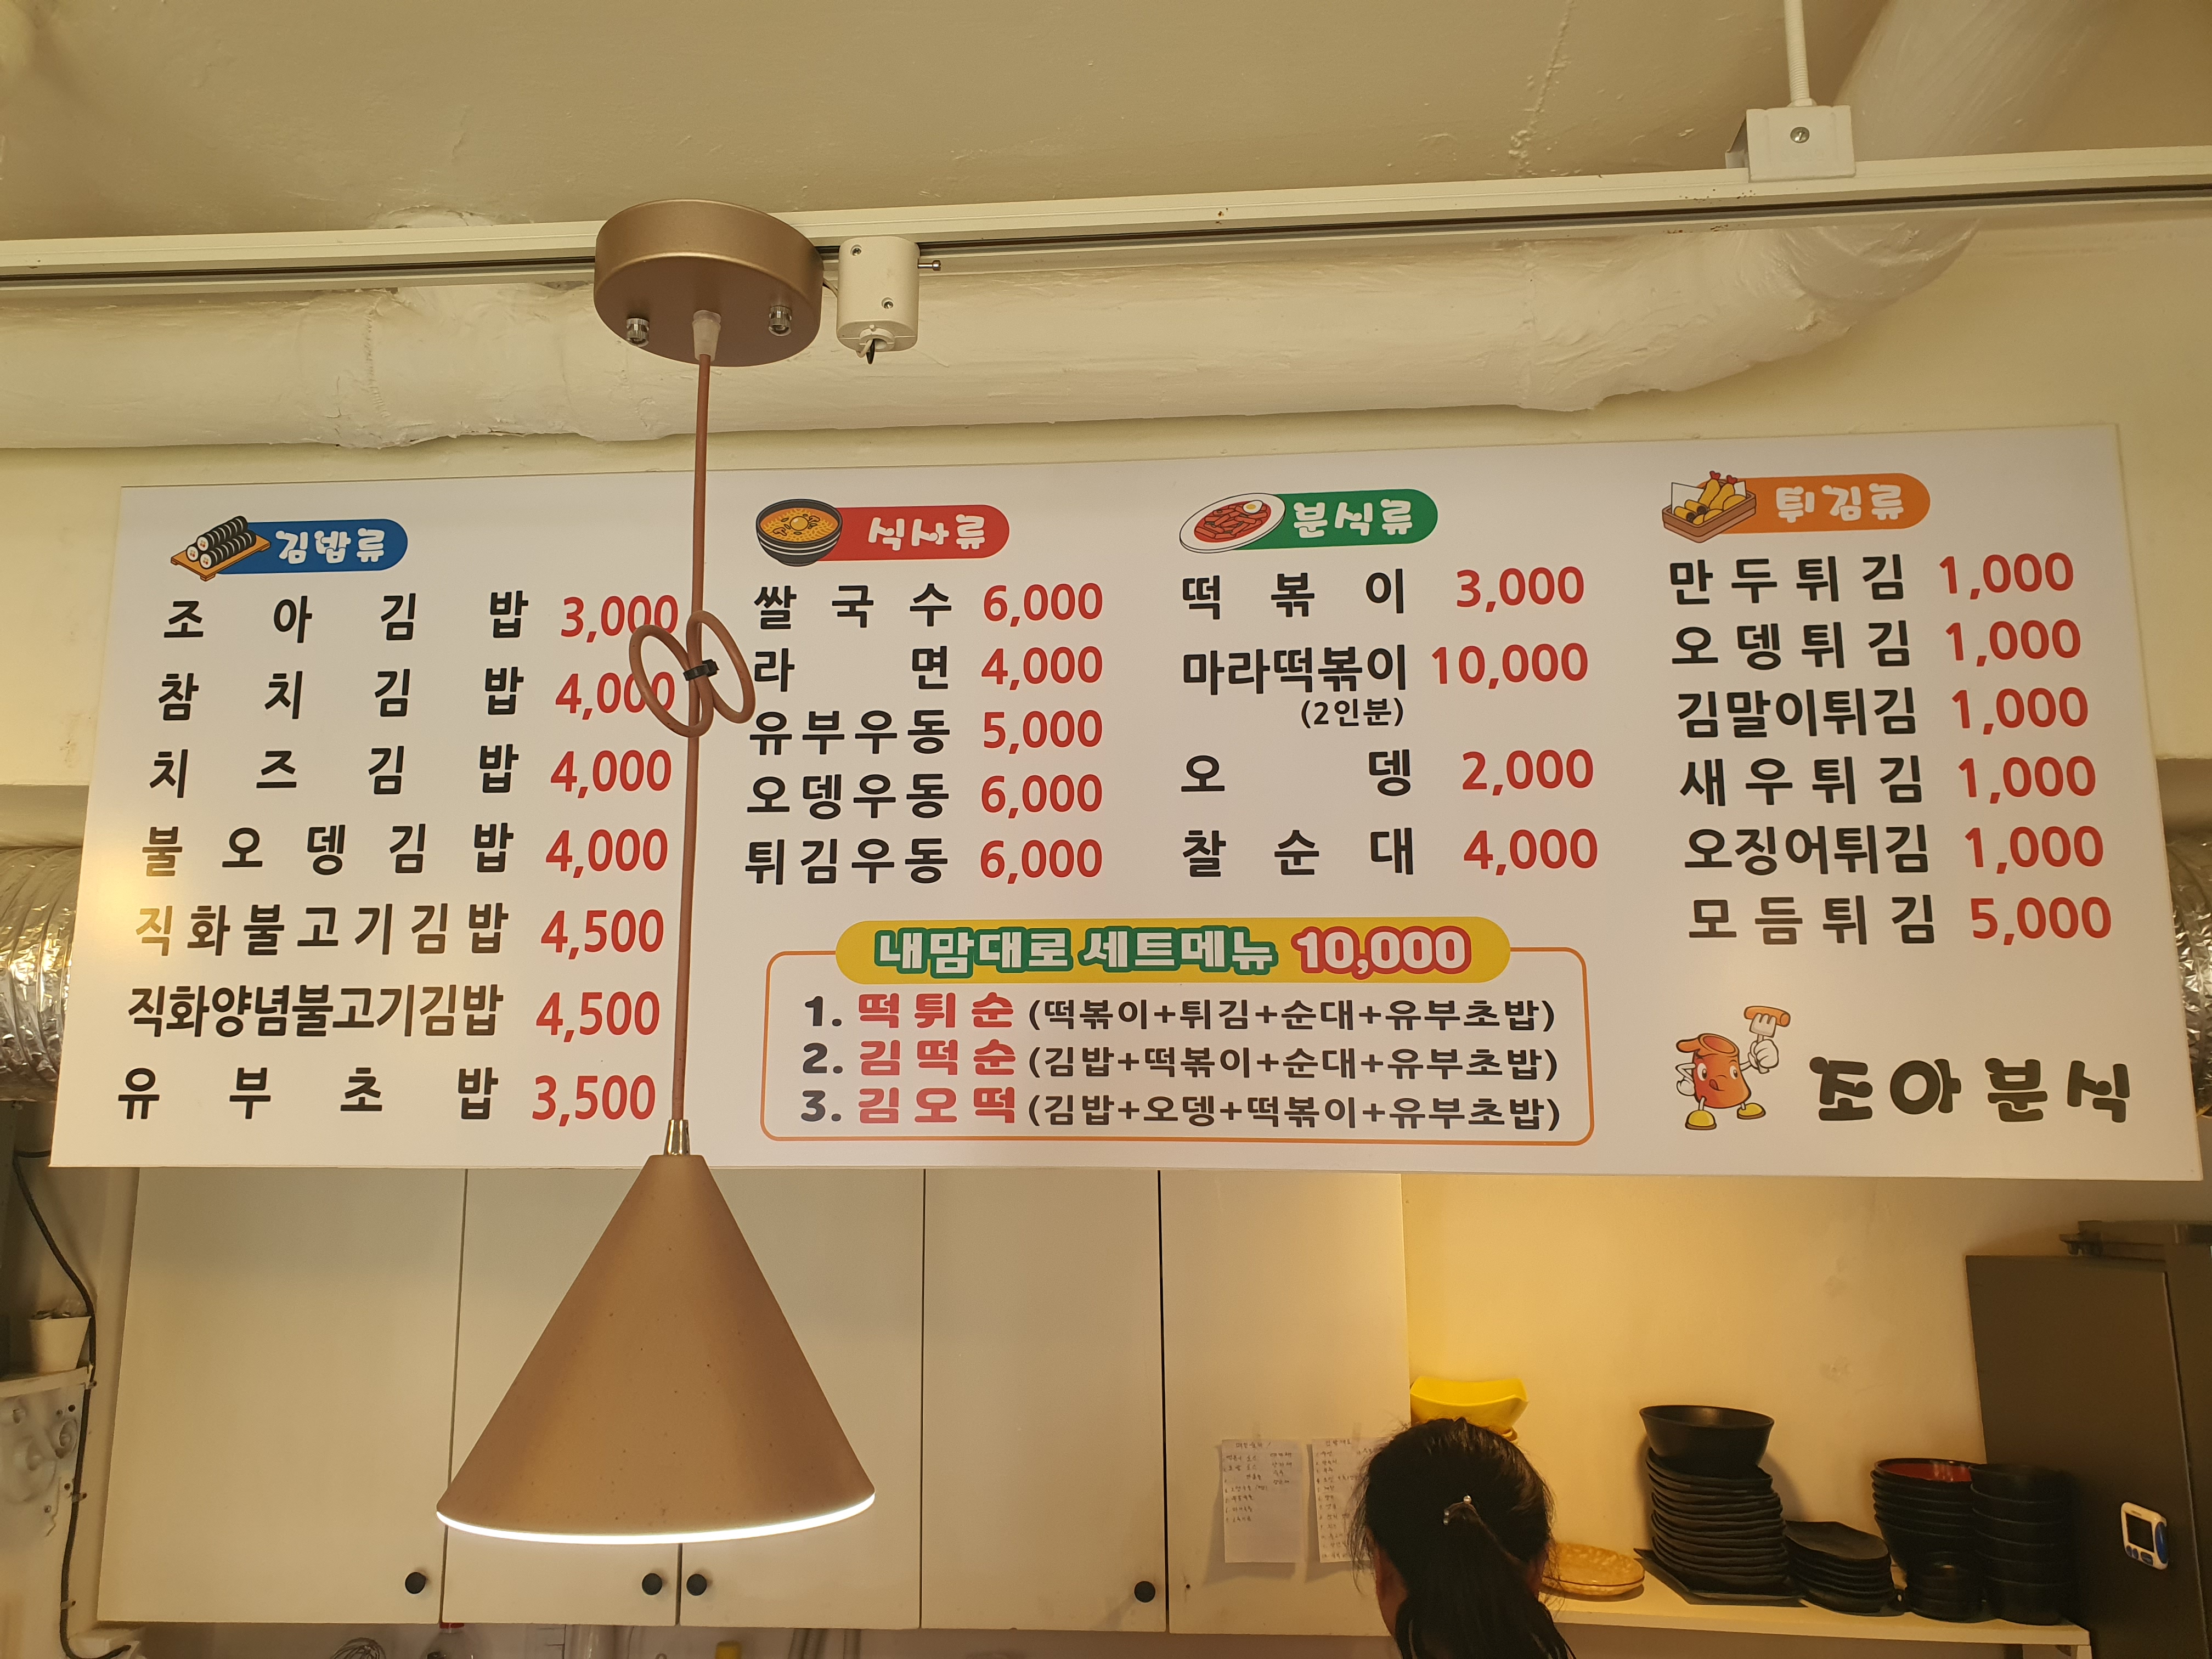 김밥류
조아김밥 3,000
참치김밥 4,000
치즈김밥 4,000
불오뎅김밥 4,000
직화불고기김밥 4,500
직화양념불고기김밥 4,500
유부초밥 3,500
식사류
쌀국수 6,000
라면 4,000
유부우동 5,000
오뎅우동 6,000
튀김우동 6,000
분식류
떡볶이 3,000
마라떡볶이 10,000
(2인분)
오뎅 2,000
찰순대 4,000
튀김류
만두튀김 1,000
오뎅튀김 1,000
김말이튀김 1,000
새우튀김 1,000
오징어튀김 1,000
모듬튀김 5,000
내맘대로 세트메뉴 10,000
1. 떡튀순 (떡볶이+튀김+순대+유부초밥)
2. 김떡순 (김밥+떡볶이+순대+유부초밥)
3. 김오떡 (김밥+오뎅+떡볶이+유부초밥)
조아분식